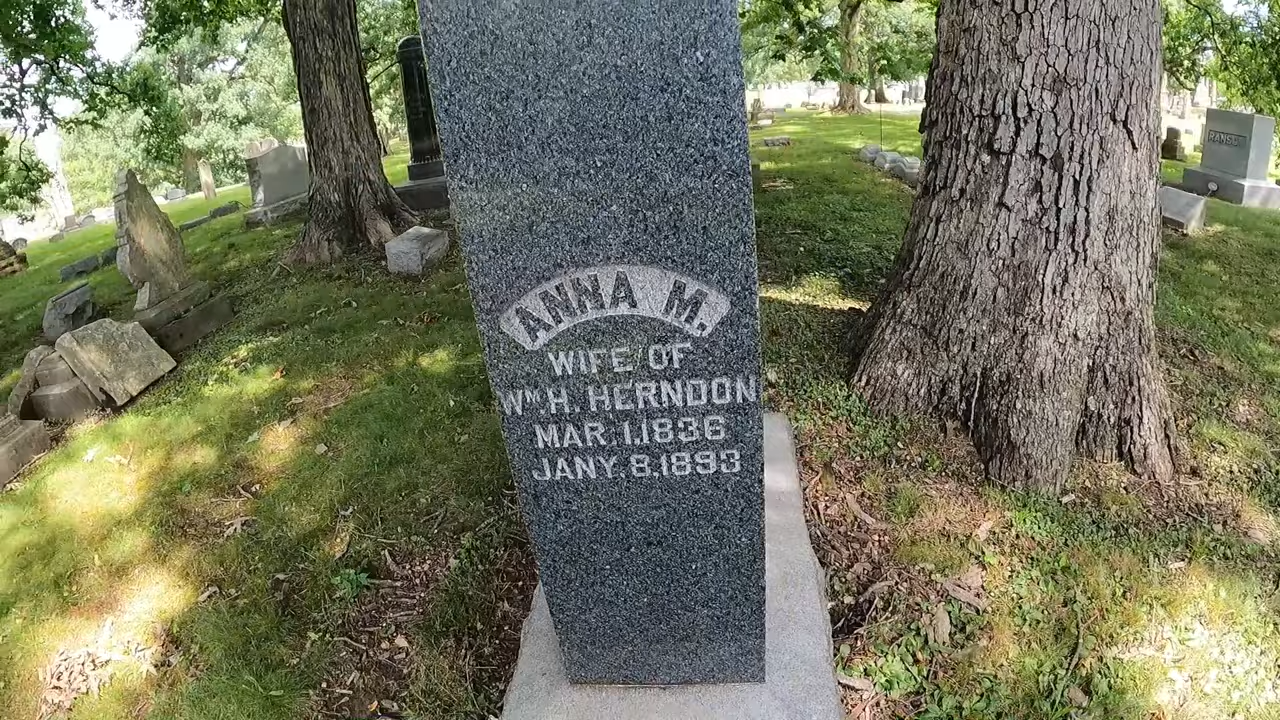 ANNA M.
WIFE OF
Wᴹ H. HERNDON
MAR. 1.1836
JANY. 8.1893